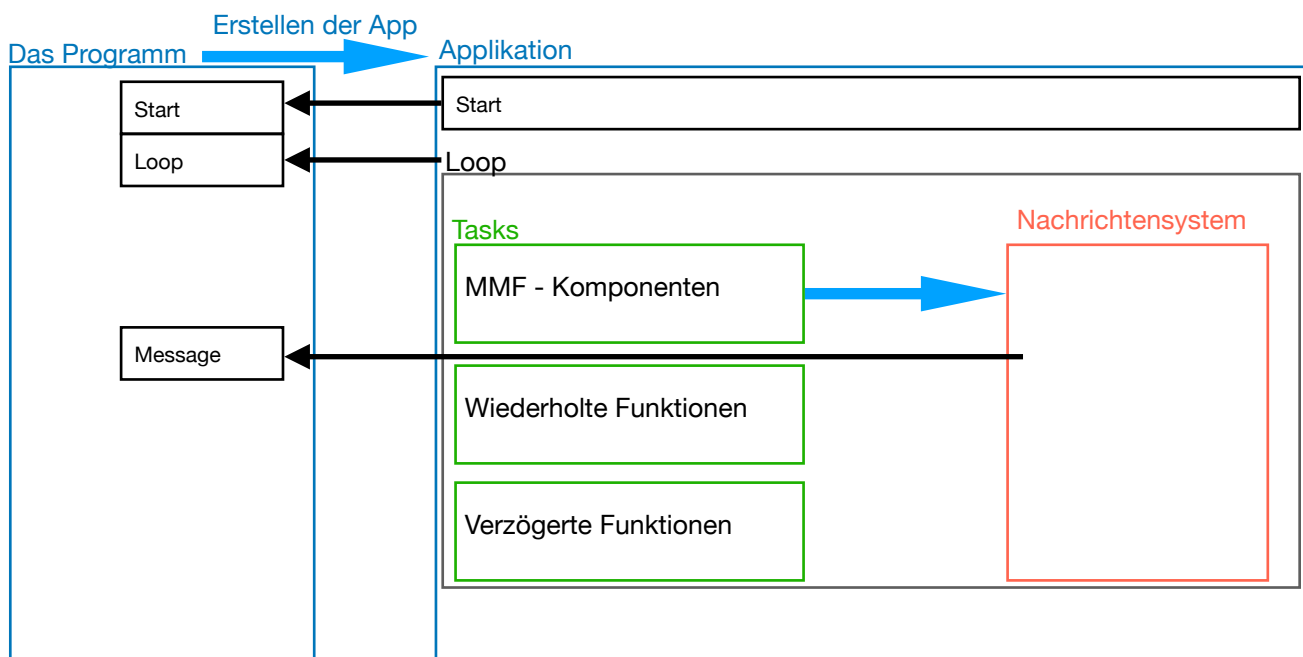 Erstellen der App
Das Programm
Applikation
Start
Start
Loop
Loop
Tasks
Nachrichtensystem
MMF - Komponenten
Message
Wiederholte Funktionen
Verzögerte Funktionen